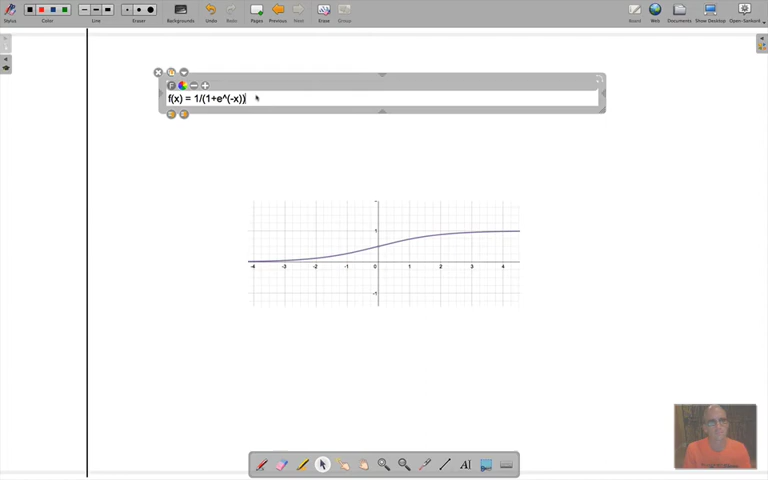 Stylus Color Line Eraser Backgrounds Undo Redo Pages Previous Next Erase Group Board Web Documents Show Desktop Open-Sankoré
f(x) = 1/(1+e^(-x))
1
-4 -3 -2 -1 0 1 2 3 4
-1
AI